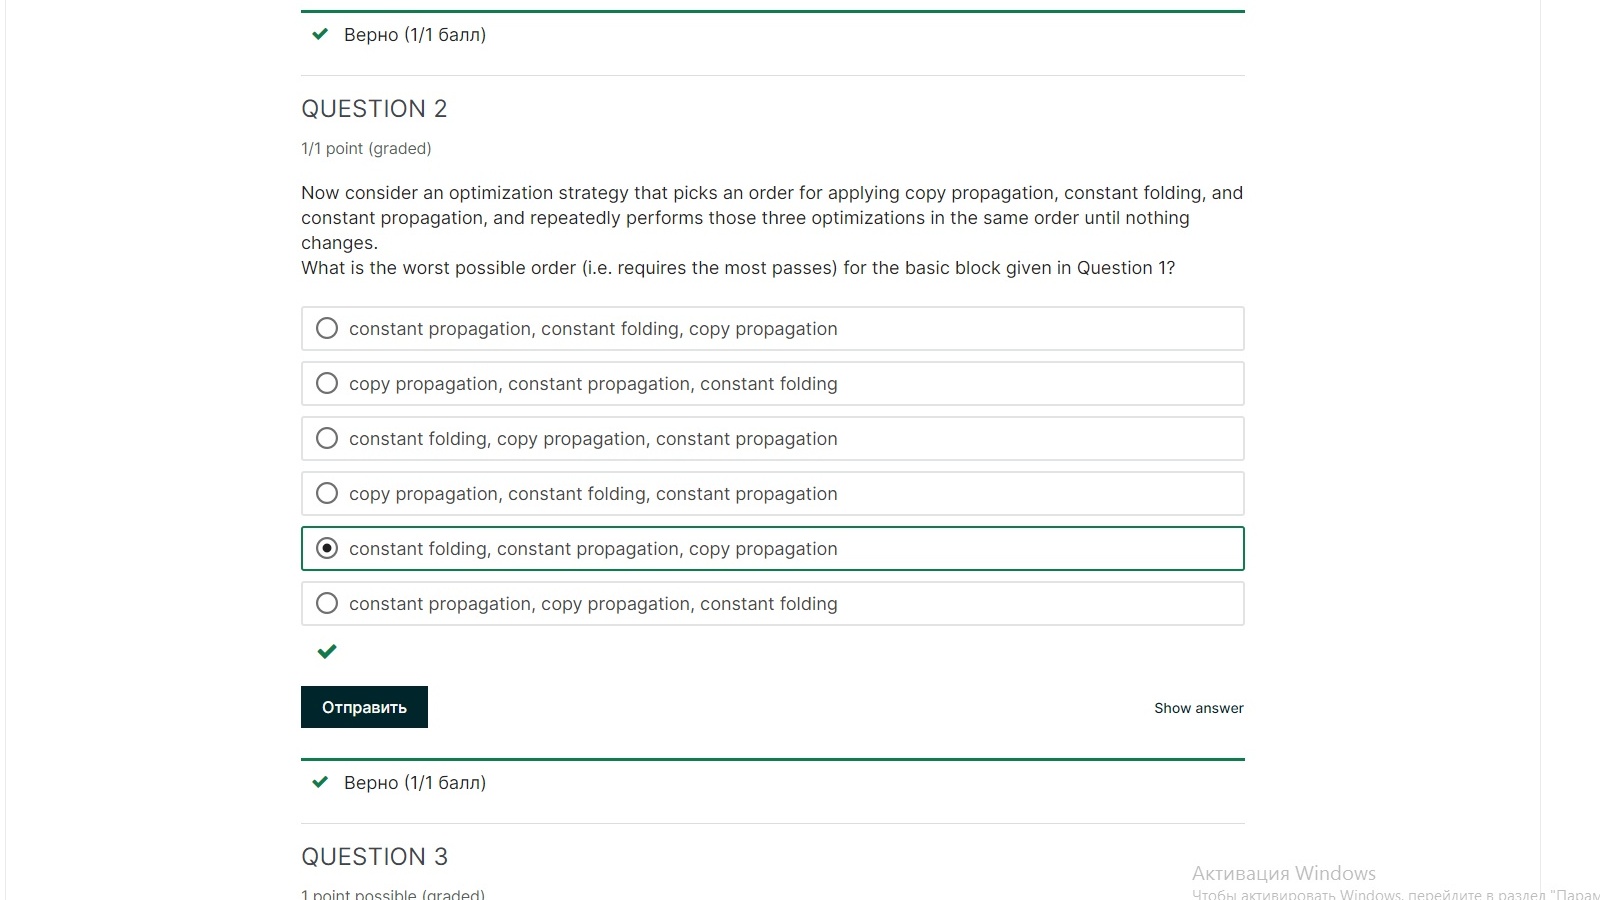 Верно (1/1 балл)
QUESTION 2
1/1 point (graded)
Now consider an optimization strategy that picks an order for applying copy propagation, constant folding, and
constant propagation, and repeatedly performs those three optimizations in the same order until nothing
changes.
What is the worst possible order (i.e. requires the most passes) for the basic block given in Question 1?
constant propagation, constant folding, copy propagation
copy propagation, constant propagation, constant folding
constant folding, copy propagation, constant propagation
copy propagation, constant folding, constant propagation
constant folding, constant propagation, copy propagation
constant propagation, copy propagation, constant folding
Отправить
Show answer
Верно (1/1 балл)
QUESTION 3
1 point possible (graded)
Активация Windows
Чтобы активировать Windows, перейдите в раздел "Парам